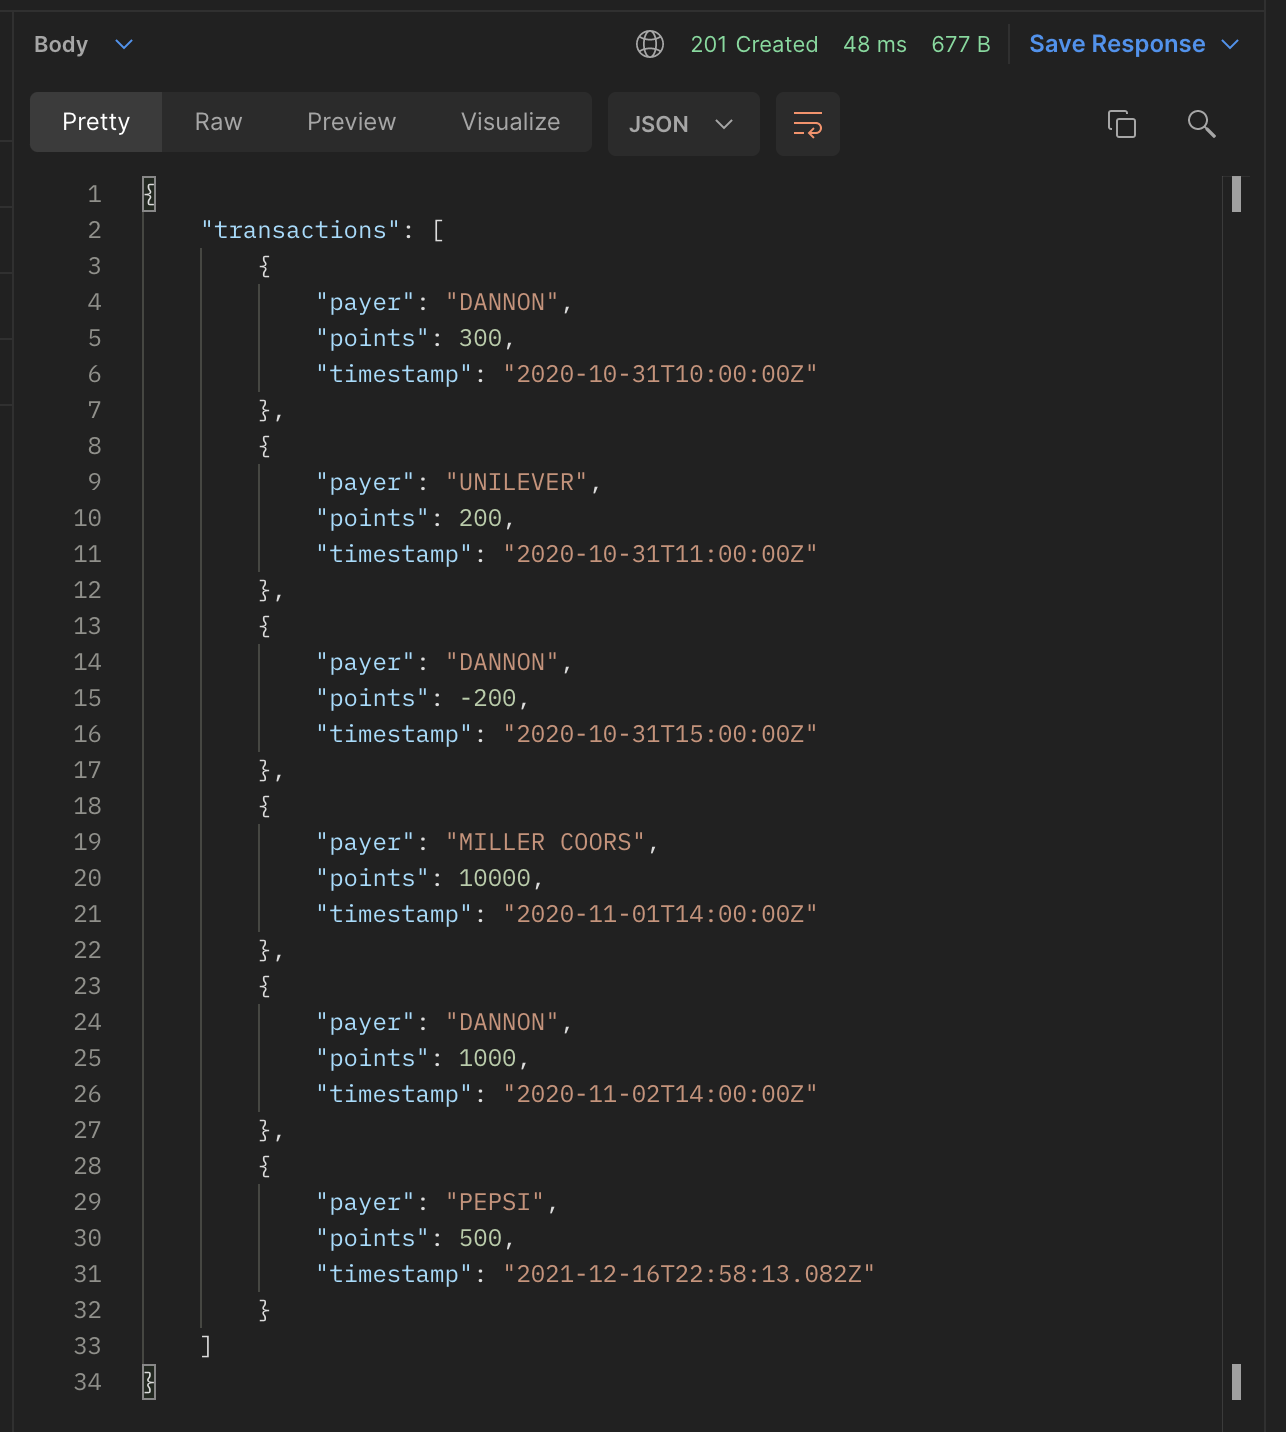 Body 201 Created 48 ms 677 B Save Response
Pretty Raw Preview Visualize JSON
1 {
2 "transactions": [
3 {
4 "payer": "DANNON",
5 "points": 300,
6 "timestamp": "2020-10-31T10:00:00Z"
7 },
8 {
9 "payer": "UNILEVER",
10 "points": 200,
11 "timestamp": "2020-10-31T11:00:00Z"
12 },
13 {
14 "payer": "DANNON",
15 "points": -200,
16 "timestamp": "2020-10-31T15:00:00Z"
17 },
18 {
19 "payer": "MILLER COORS",
20 "points": 10000,
21 "timestamp": "2020-11-01T14:00:00Z"
22 },
23 {
24 "payer": "DANNON",
25 "points": 1000,
26 "timestamp": "2020-11-02T14:00:00Z"
27 },
28 {
29 "payer": "PEPSI",
30 "points": 500,
31 "timestamp": "2021-12-16T22:58:13.082Z"
32 }
33 ]
34 }